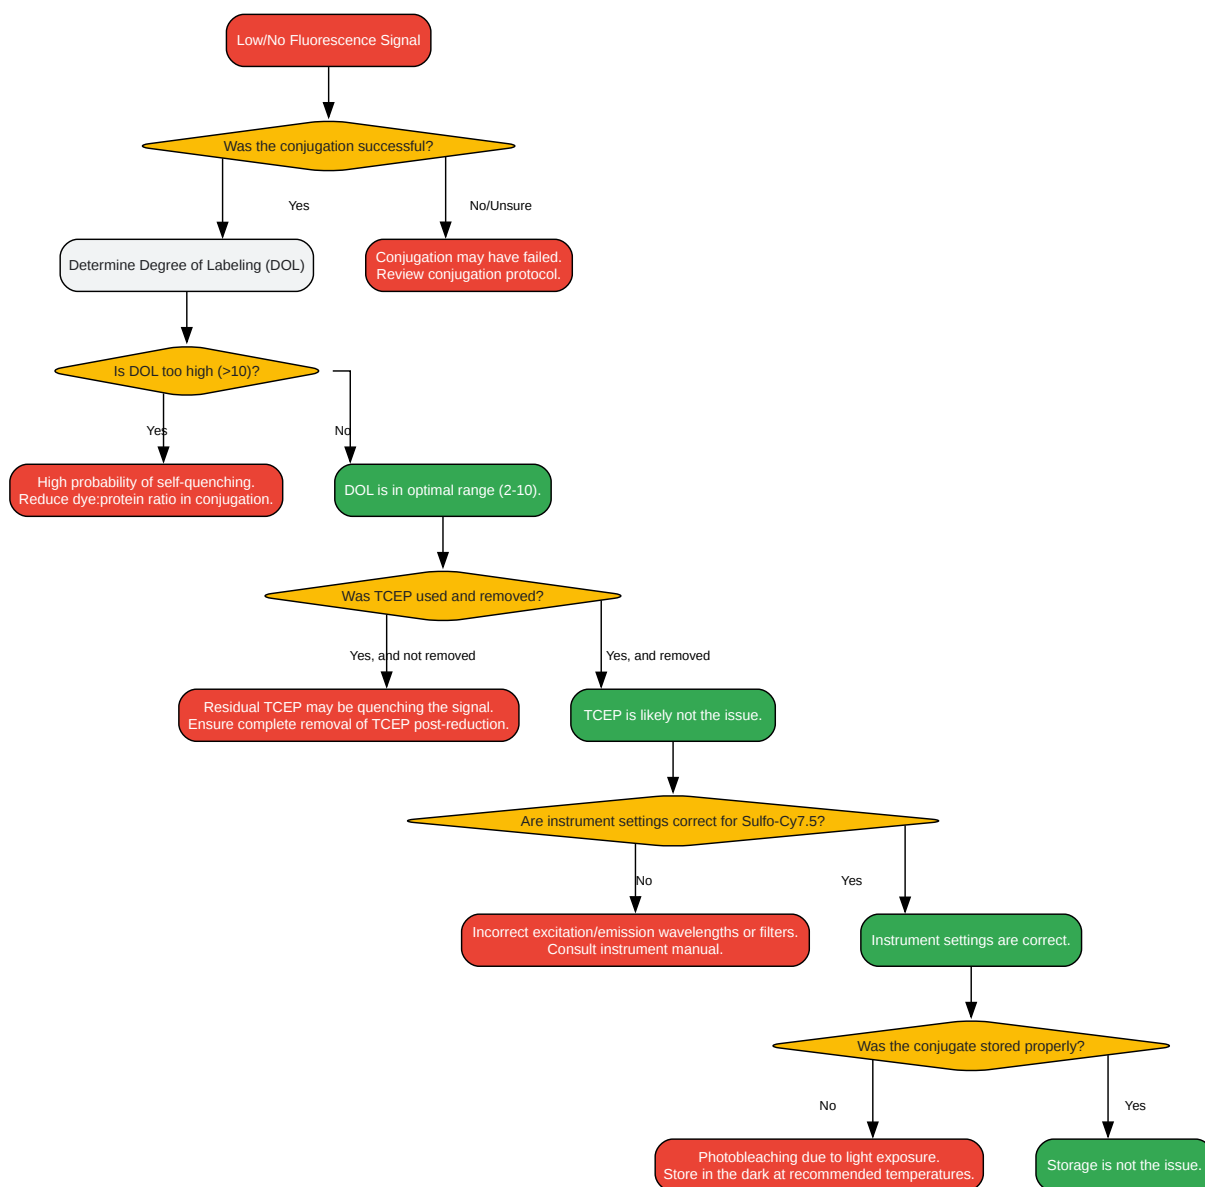 Low/No Fluorescence Signal
Was the conjugation successful?
Yes
No/Unsure
Determine Degree of Labeling (DOL)
Conjugation may have failed.
Review conjugation protocol.
Is DOL too high (>10)?
Yes
No
High probability of self-quenching.
Reduce dye:protein ratio in conjugation.
DOL is in optimal range (2-10).
Was TCEP used and removed?
Yes, and not removed
Yes, and removed
Residual TCEP may be quenching the signal.
Ensure complete removal of TCEP post-reduction.
TCEP is likely not the issue.
Are instrument settings correct for Sulfo-Cy7.5?
No
Yes
Incorrect excitation/emission wavelengths or filters.
Consult instrument manual.
Instrument settings are correct.
Was the conjugate stored properly?
No
Yes
Photobleaching due to light exposure.
Store in the dark at recommended temperatures.
Storage is not the issue.